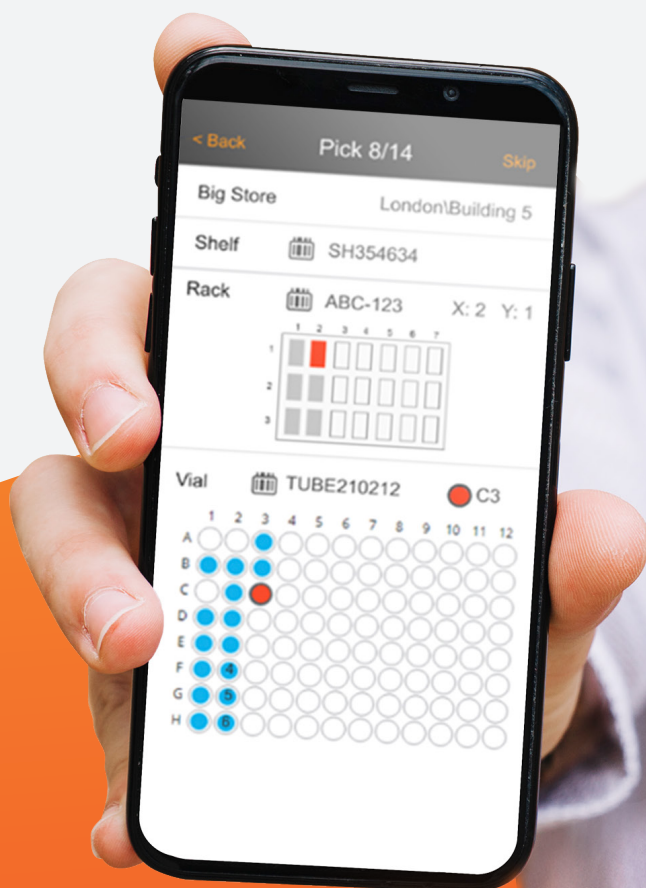 < Back Pick 8/14 Skip
Big Store London\Building 5
Shelf SH354634
Rack ABC-123 X: 2 Y: 1
1 2 3 4 5 6 7
1
2
3
Vial TUBE210212 C3
1 2 3 4 5 6 7 8 9 10 11 12
A
B
C
D
E
F 4
G 5
H 6